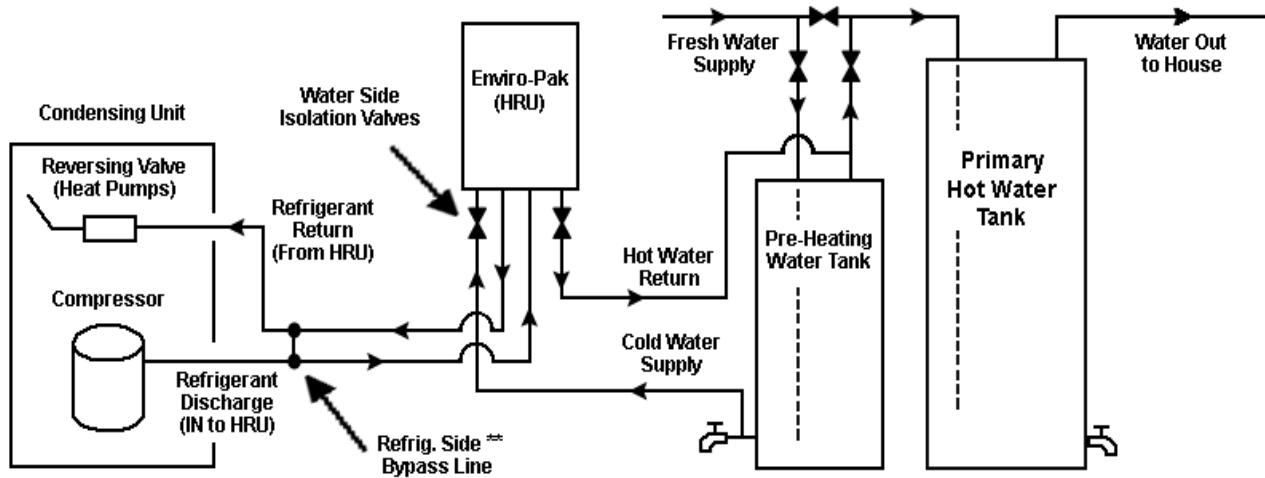 Fresh Water
Supply
Water Out
to House
Enviro-Pak
(HRU)
Water Side
Isolation Valves
Condensing Unit
Reversing Valve
(Heat Pumps)
Refrigerant
Return
(From HRU)
Primary
Hot Water
Tank
Pre-Heating
Water Tank
Hot Water
Return
Compressor
Cold Water
Supply
Refrigerant
Discharge
(IN to HRU)
Refrig. Side **
Bypass Line